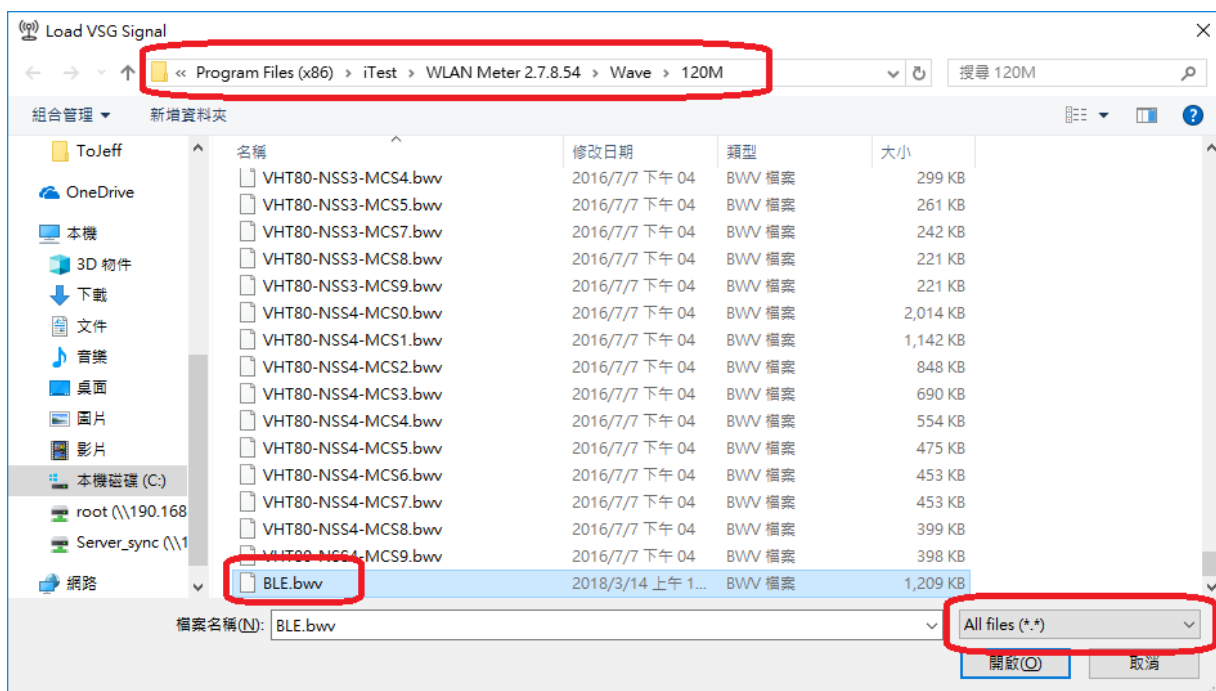 Load VSG Signal
« Program Files (x86) > iTest > WLAN Meter 2.7.8.54 > Wave > 120M
搜尋 120M
組合管理 新增資料夾
名稱 修改日期 類型 大小
ToJeff
OneDrive
本機
3D 物件
下載
文件
音樂
桌面
圖片
影片
本機磁碟 (C:)
root (\\190.168
Server_sync (\\1
網路
VHT80-NSS3-MCS4.bwv 2016/7/7 下午 04 BWV 檔案 299 KB
VHT80-NSS3-MCS5.bwv 2016/7/7 下午 04 BWV 檔案 261 KB
VHT80-NSS3-MCS7.bwv 2016/7/7 下午 04 BWV 檔案 242 KB
VHT80-NSS3-MCS8.bwv 2016/7/7 下午 04 BWV 檔案 221 KB
VHT80-NSS3-MCS9.bwv 2016/7/7 下午 04 BWV 檔案 221 KB
VHT80-NSS4-MCS0.bwv 2016/7/7 下午 04 BWV 檔案 2,014 KB
VHT80-NSS4-MCS1.bwv 2016/7/7 下午 04 BWV 檔案 1,142 KB
VHT80-NSS4-MCS2.bwv 2016/7/7 下午 04 BWV 檔案 848 KB
VHT80-NSS4-MCS3.bwv 2016/7/7 下午 04 BWV 檔案 690 KB
VHT80-NSS4-MCS4.bwv 2016/7/7 下午 04 BWV 檔案 554 KB
VHT80-NSS4-MCS5.bwv 2016/7/7 下午 04 BWV 檔案 475 KB
VHT80-NSS4-MCS6.bwv 2016/7/7 下午 04 BWV 檔案 453 KB
VHT80-NSS4-MCS7.bwv 2016/7/7 下午 04 BWV 檔案 453 KB
VHT80-NSS4-MCS8.bwv 2016/7/7 下午 04 BWV 檔案 399 KB
VHT80-NSS4-MCS9.bwv 2016/7/7 下午 04 BWV 檔案 398 KB
BLE.bwv 2018/3/14 上午 1... BWV 檔案 1,209 KB
檔案名稱(N): BLE.bwv All files (*.*)
開啟(O) 取消